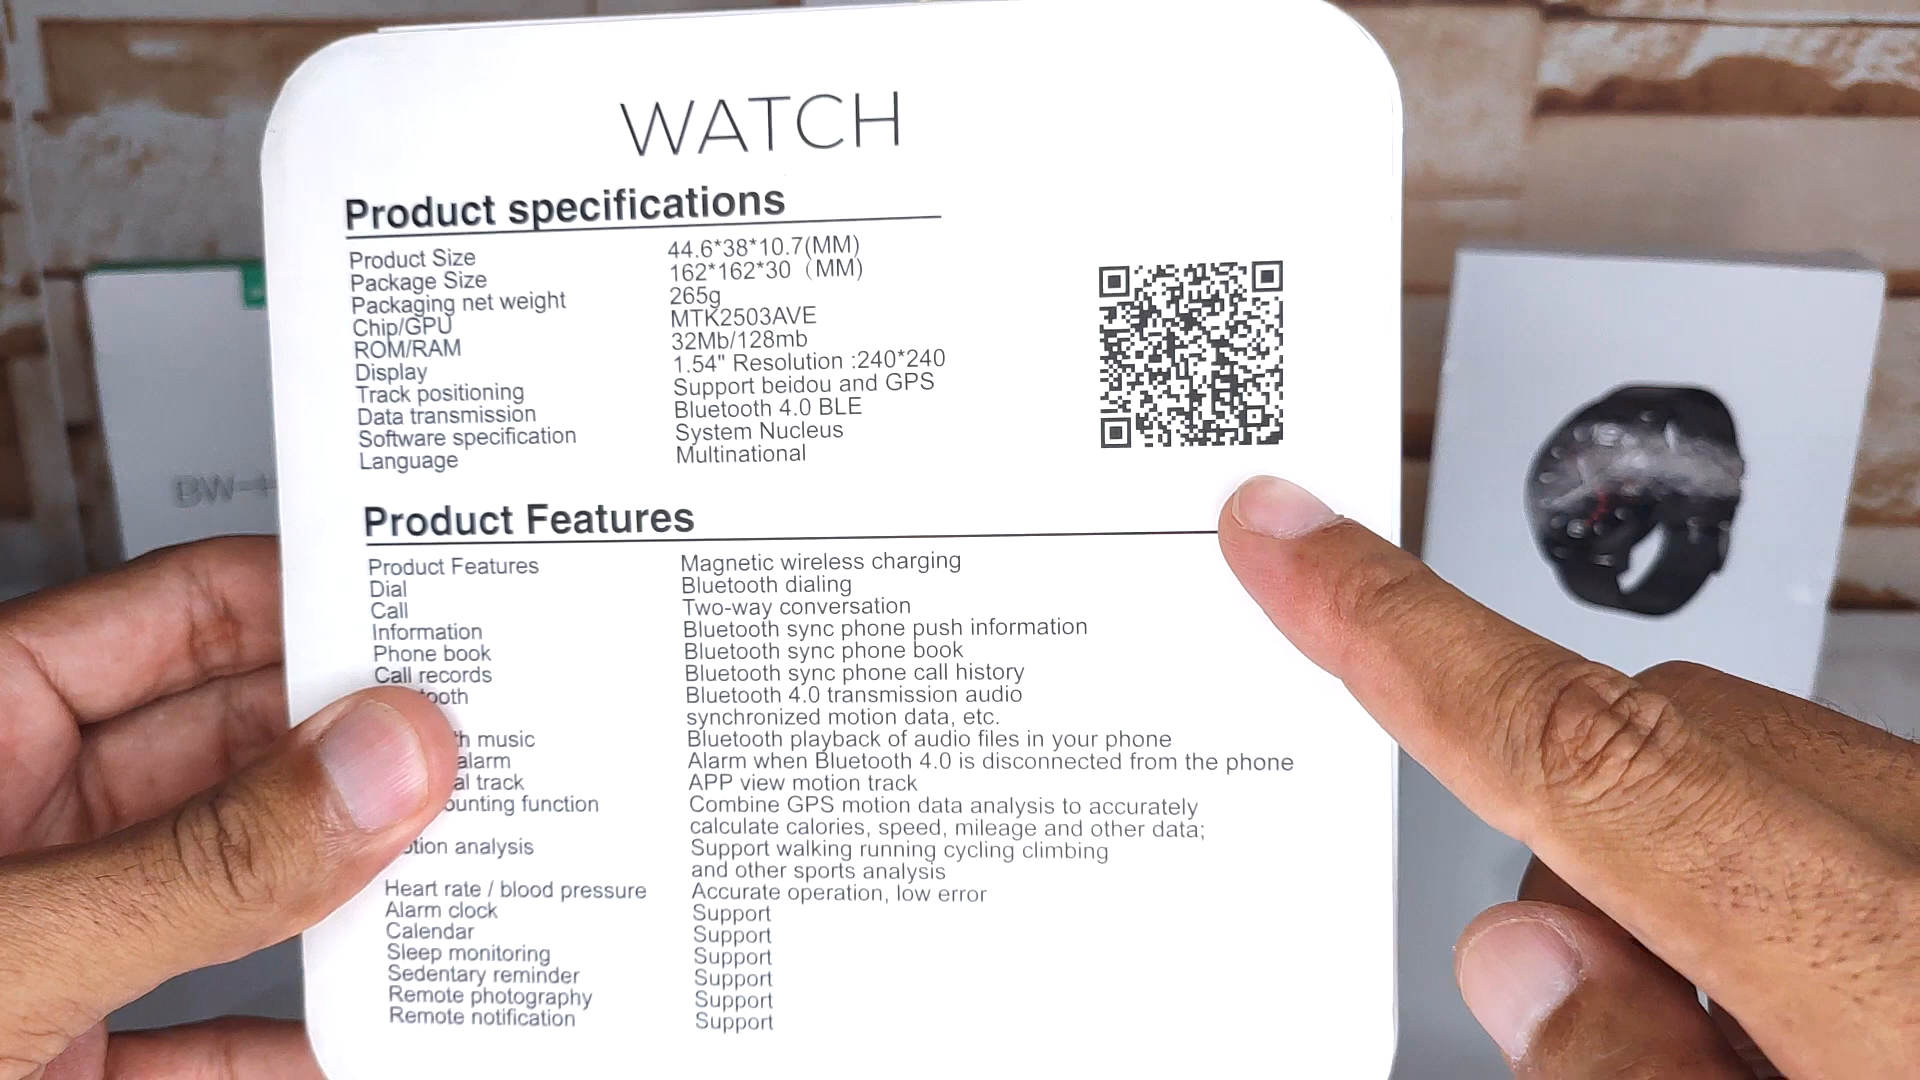 WATCH
Product specifications
Product Size 44.6*38*10.7(MM)
Package Size 162*162*30（MM)
Packaging net weight 265g
Chip/GPU MTK2503AVE
ROM/RAM 32Mb/128mb
Display 1.54" Resolution :240*240
Track positioning Support beidou and GPS
Data transmission Bluetooth 4.0 BLE
Software specification System Nucleus
Language Multinational
Product Features
Product Features Magnetic wireless charging
Dial Bluetooth dialing
Call Two-way conversation
Information Bluetooth sync phone push information
Phone book Bluetooth sync phone book
Call records Bluetooth sync phone call history
Bluetooth 4.0 transmission audio
synchronized motion data, etc.
music Bluetooth playback of audio files in your phone
alarm Alarm when Bluetooth 4.0 is disconnected from the phone
track APP view motion track
function Combine GPS motion data analysis to accurately
calculate calories, speed, mileage and other data;
analysis Support walking running cycling climbing
and other sports analysis
Heart rate / blood pressure Accurate operation, low error
Alarm clock Support
Calendar Support
Sleep monitoring Support
Sedentary reminder Support
Remote photography Support
Remote notification Support